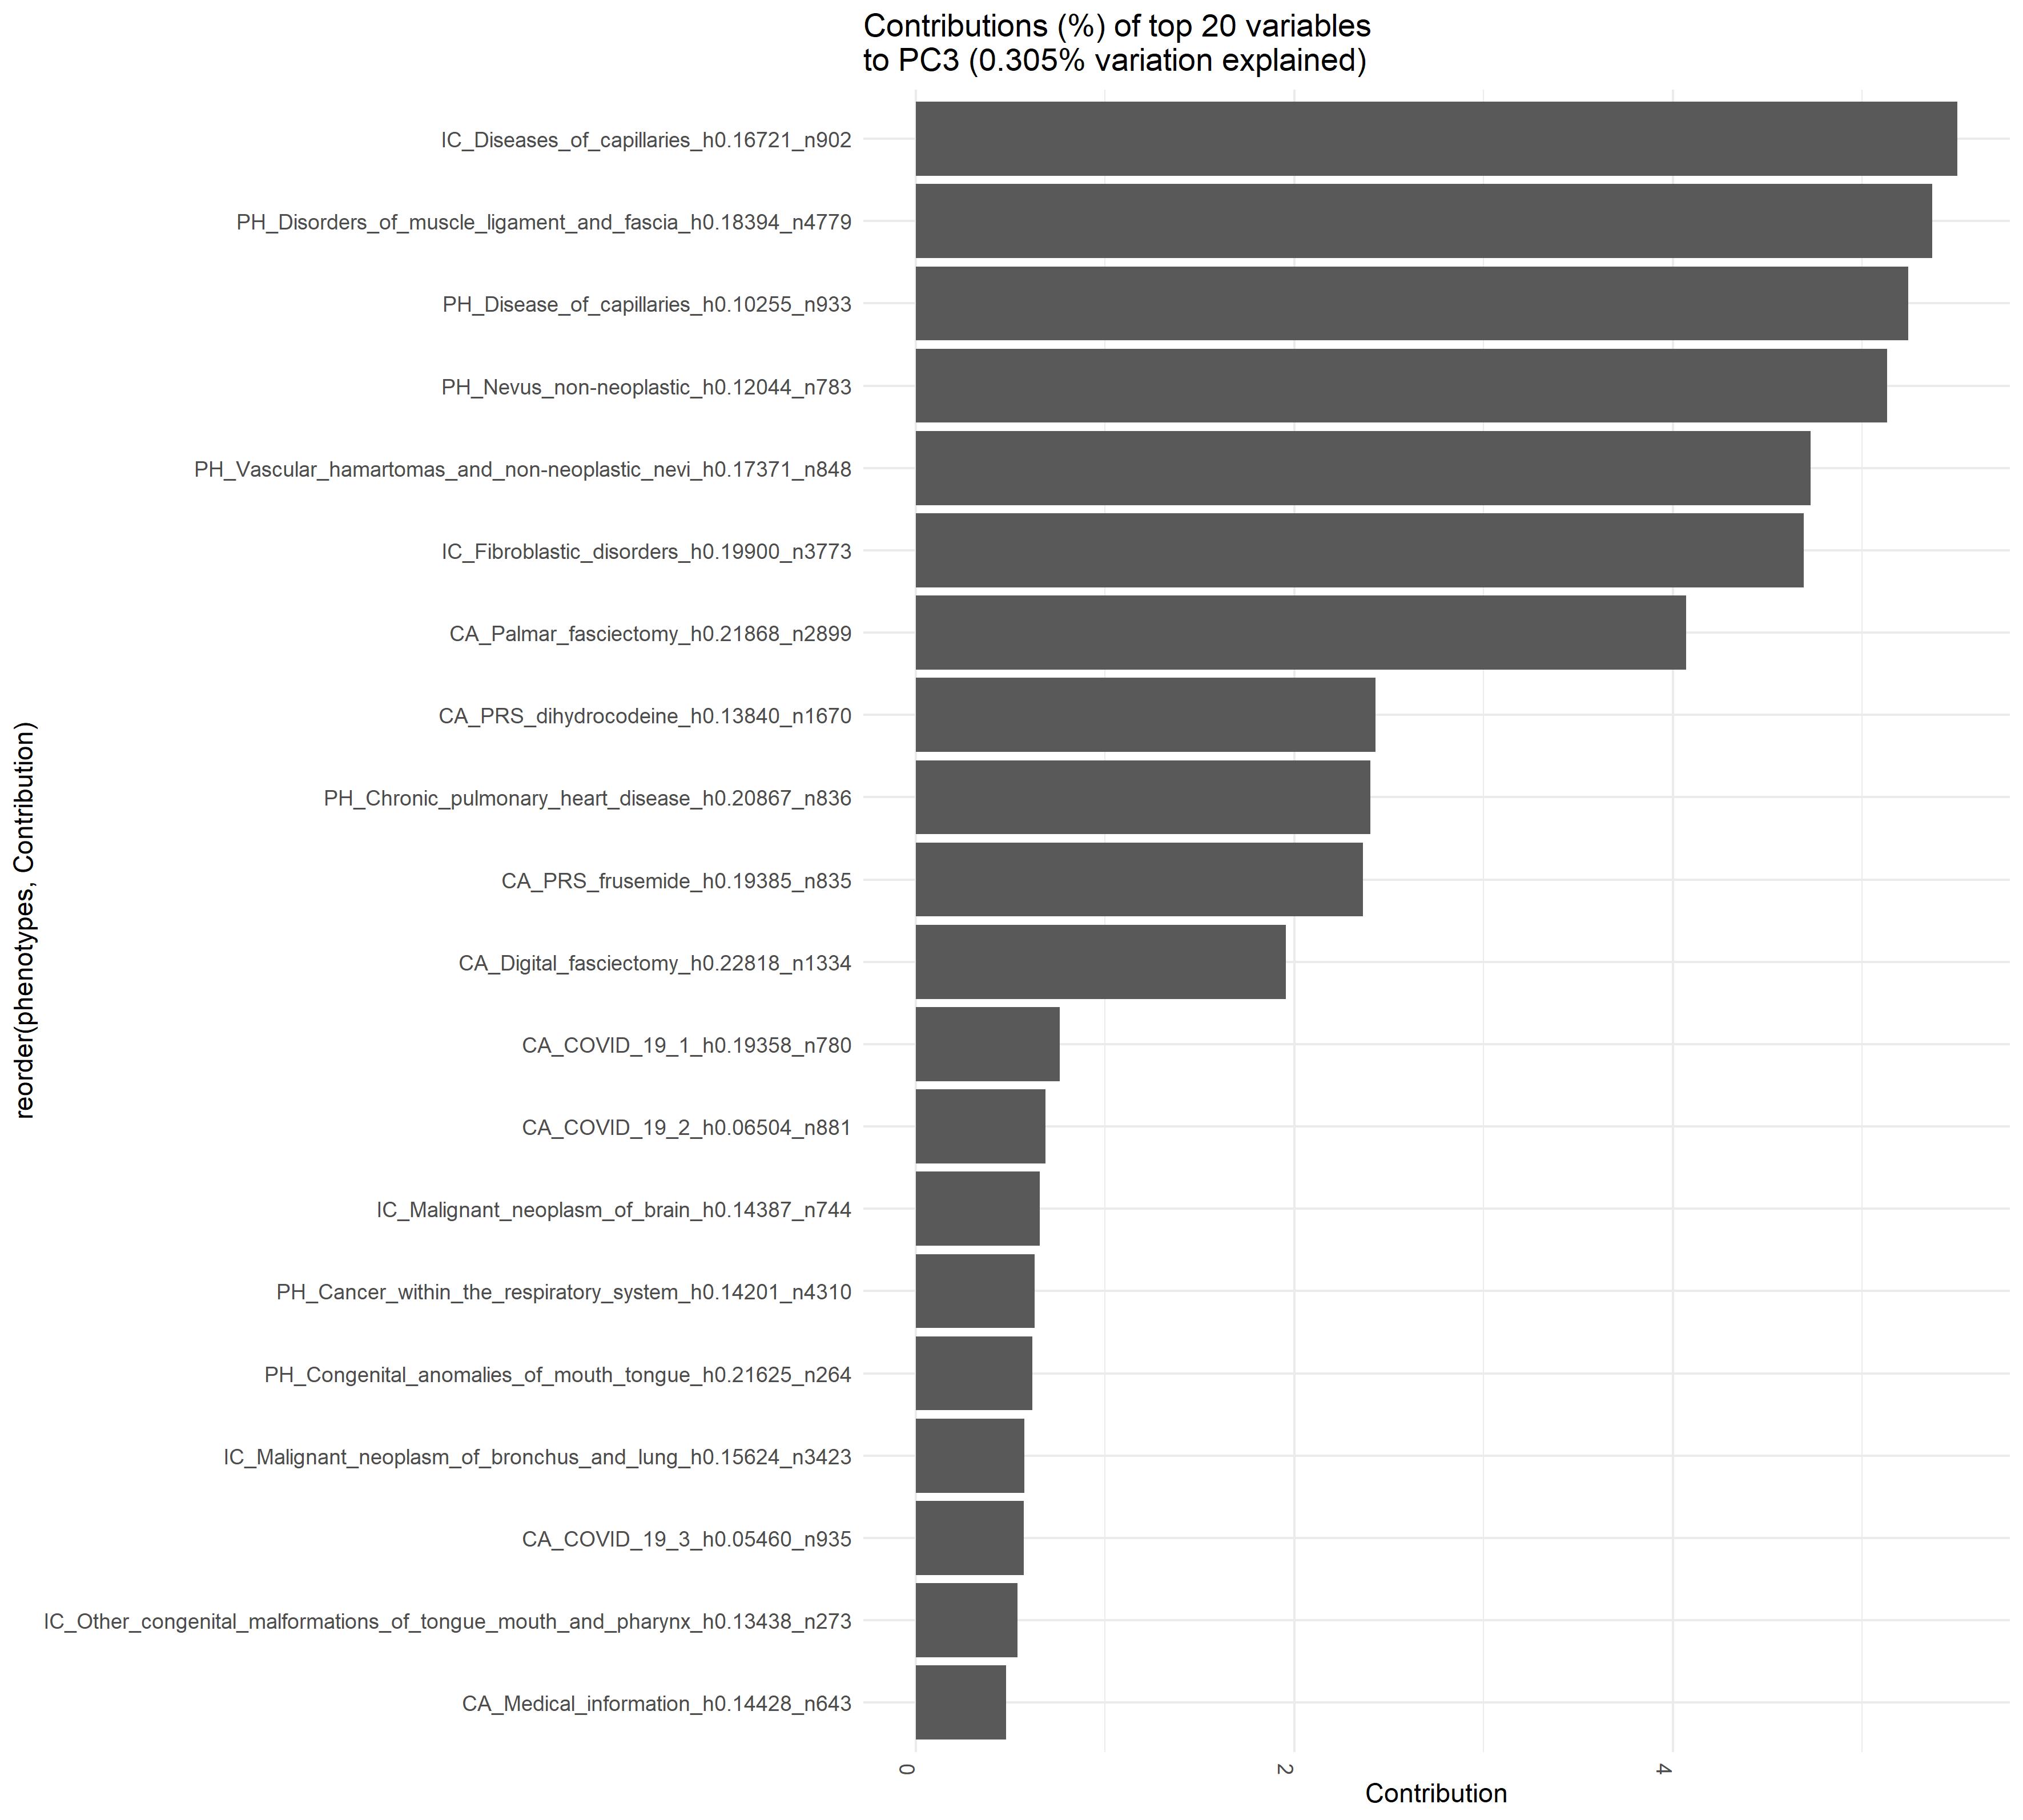 Contributions (%) of top 20 variables
to PC3 (0.305% variation explained)
reorder(phenotypes, Contribution)
IC_Diseases_of_capillaries_h0.16721_n902
PH_Disorders_of_muscle_ligament_and_fascia_h0.18394_n4779
PH_Disease_of_capillaries_h0.10255_n933
PH_Nevus_non-neoplastic_h0.12044_n783
PH_Vascular_hamartomas_and_non-neoplastic_nevi_h0.17371_n848
IC_Fibroblastic_disorders_h0.19900_n3773
CA_Palmar_fasciectomy_h0.21868_n2899
CA_PRS_dihydrocodeine_h0.13840_n1670
PH_Chronic_pulmonary_heart_disease_h0.20867_n836
CA_PRS_frusemide_h0.19385_n835
CA_Digital_fasciectomy_h0.22818_n1334
CA_COVID_19_1_h0.19358_n780
CA_COVID_19_2_h0.06504_n881
IC_Malignant_neoplasm_of_brain_h0.14387_n744
PH_Cancer_within_the_respiratory_system_h0.14201_n4310
PH_Congenital_anomalies_of_mouth_tongue_h0.21625_n264
IC_Malignant_neoplasm_of_bronchus_and_lung_h0.15624_n3423
CA_COVID_19_3_h0.05460_n935
IC_Other_congenital_malformations_of_tongue_mouth_and_pharynx_h0.13438_n273
CA_Medical_information_h0.14428_n643
0 2 4
Contribution